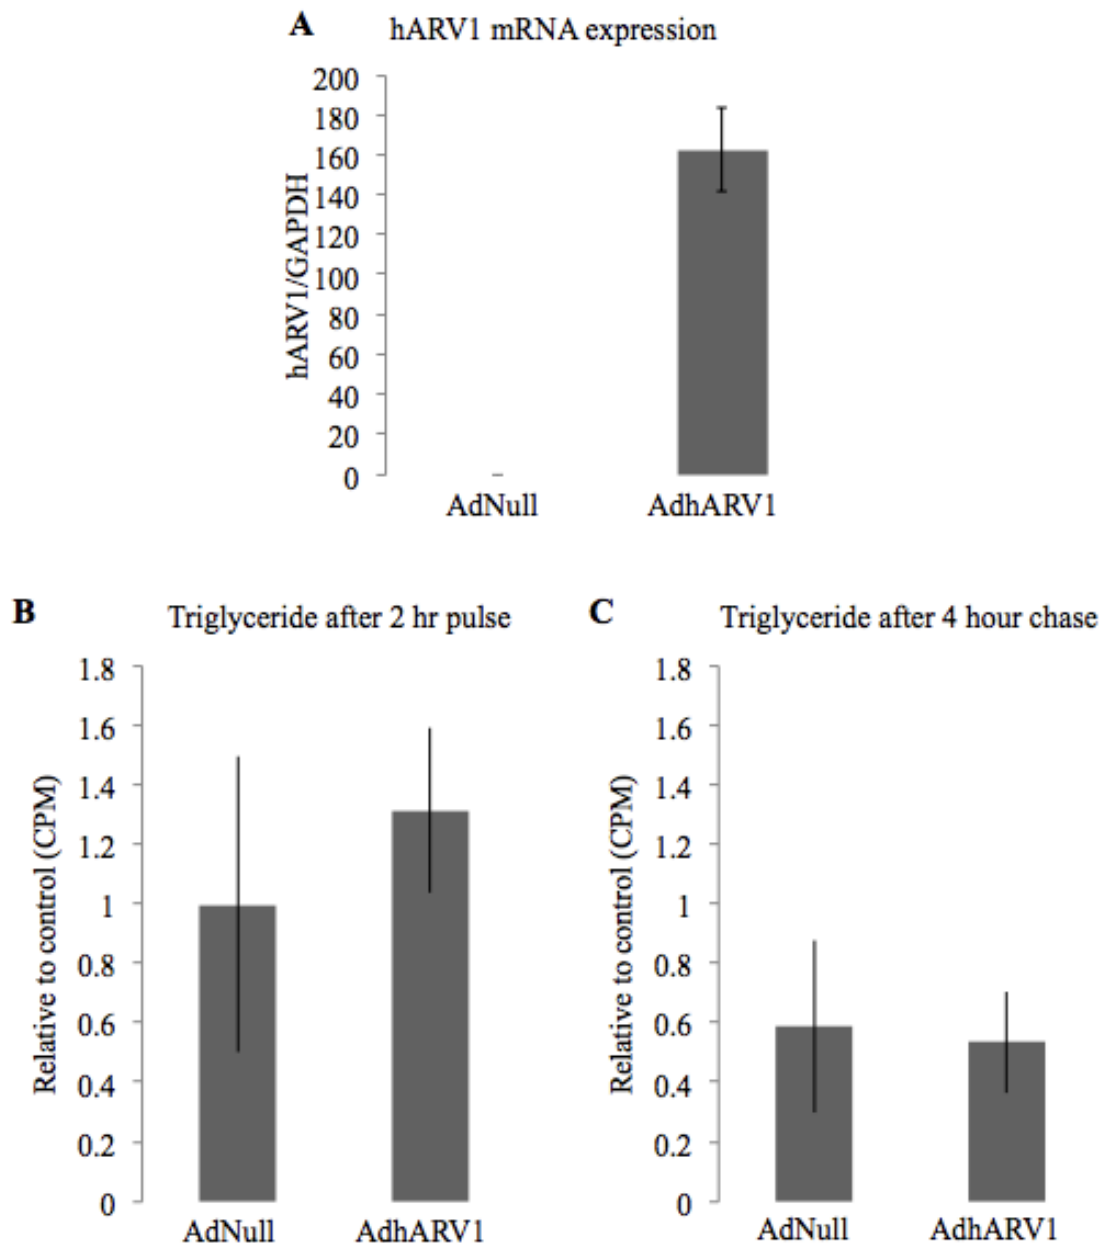 A
hARV1 mRNA expression
hARV1/GAPDH
200
180
160
140
120
100
80
60
40
20
0
AdNull
AdhARV1
B
Triglyceride after 2 hr pulse
Relative to control (CPM)
1.8
1.6
1.4
1.2
1
0.8
0.6
0.4
0.2
0
AdNull
AdhARV1
C
Triglyceride after 4 hour chase
Relative to control (CPM)
1.8
1.6
1.4
1.2
1
0.8
0.6
0.4
0.2
0
AdNull
AdhARV1